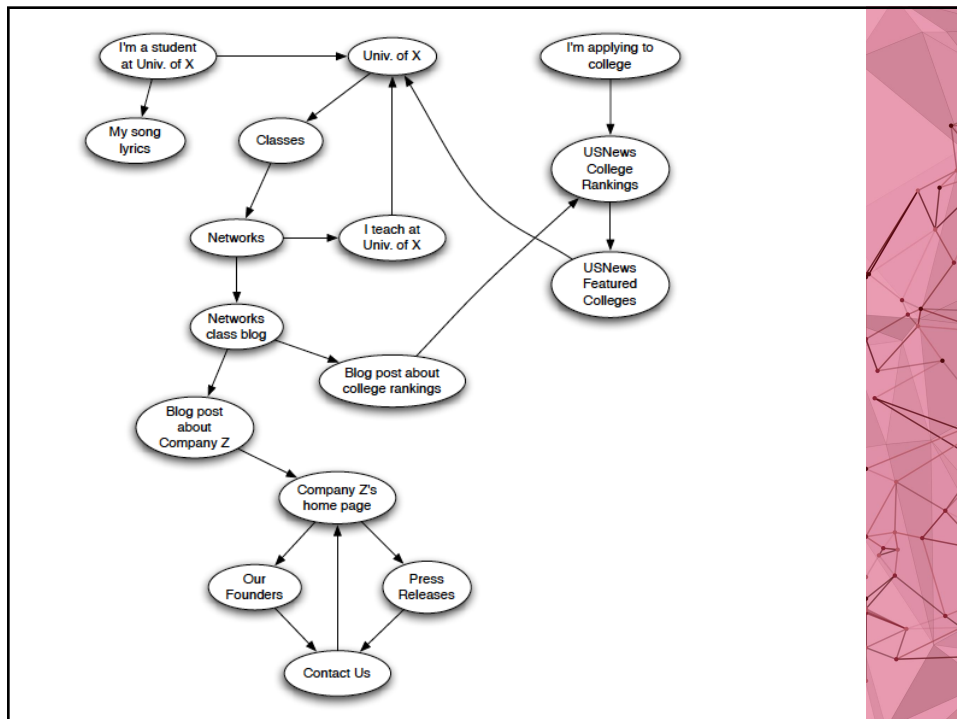 I'm a student
at Univ. of X
Univ. of X
I'm applying to
college
My song
lyrics
Classes
USNews
College
Rankings
Networks
I teach at
Univ. of X
USNews
Featured
Colleges
Networks
class blog
Blog post about
college rankings
Blog post
about
Company Z
Company Z's
home page
Our
Founders
Press
Releases
Contact Us